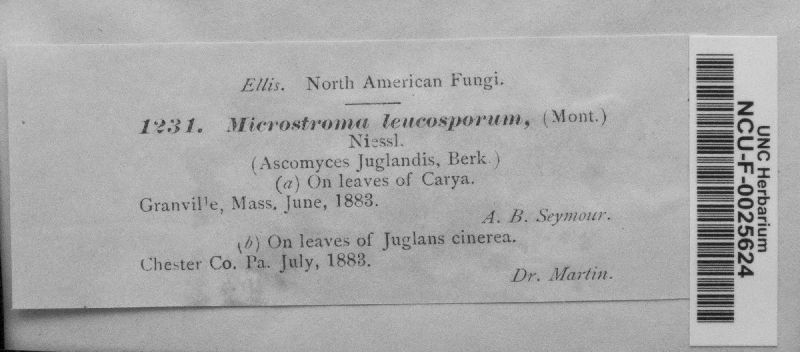 Ellis. North American Fungi.
1231. Microstroma leucosporum, (Mont.)
Niessl.
(Ascomyces Juglandis, Berk.)
(a) On leaves of Carya.
Granville, Mass. June, 1883.
A. B. Seymour.
(b) On leaves of Juglans cinerea.
Chester Co. Pa. July, 1883.
Dr. Martin.
UNC Herbarium
NCU-F-0025624